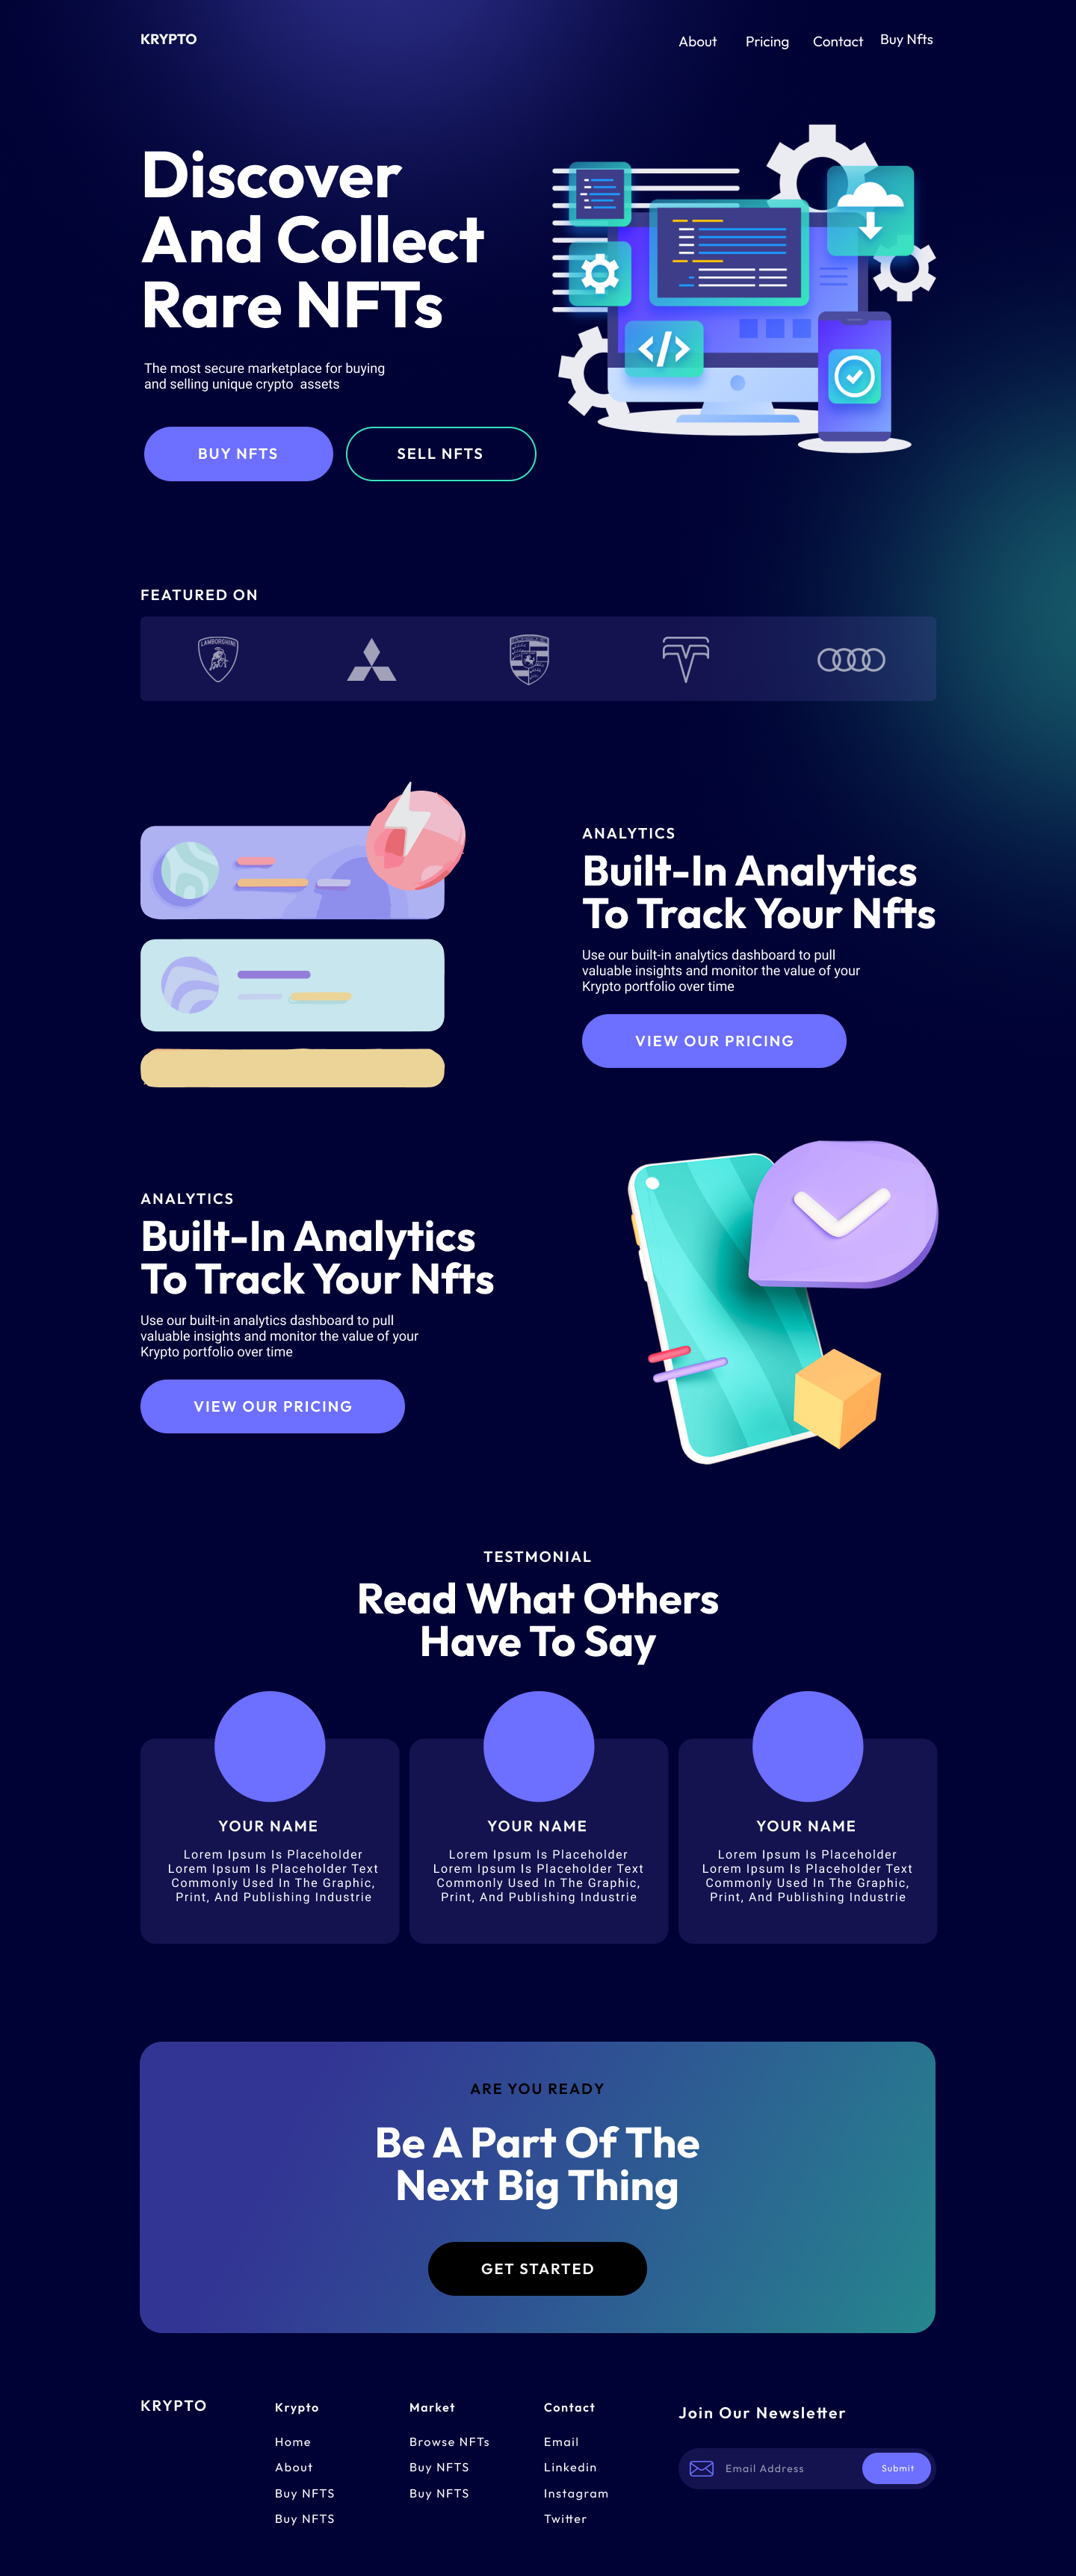 KRYPTO
About Pricing Contact Buy Nfts
Discover
And Collect
Rare NFTs
The most secure marketplace for buying
and selling unique crypto assets
BUY NFTS
SELL NFTS
</>
FEATURED ON
LAMBORGHINI
ANALYTICS
Built-In Analytics
To Track Your Nfts
Use our built-in analytics dashboard to pull
valuable insights and monitor the value of your
Krypto portfolio over time
VIEW OUR PRICING
ANALYTICS
Built-In Analytics
To Track Your Nfts
Use our built-in analytics dashboard to pull
valuable insights and monitor the value of your
Krypto portfolio over time
VIEW OUR PRICING
TESTMONIAL
Read What Others
Have To Say
YOUR NAME
Lorem Ipsum Is Placeholder
Lorem Ipsum Is Placeholder Text
Commonly Used In The Graphic,
Print, And Publishing Industrie
YOUR NAME
Lorem Ipsum Is Placeholder
Lorem Ipsum Is Placeholder Text
Commonly Used In The Graphic,
Print, And Publishing Industrie
YOUR NAME
Lorem Ipsum Is Placeholder
Lorem Ipsum Is Placeholder Text
Commonly Used In The Graphic,
Print, And Publishing Industrie
ARE YOU READY
Be A Part Of The
Next Big Thing
GET STARTED
KRYPTO
Krypto
Home
About
Buy NFTS
Buy NFTS
Market
Browse NFTs
Buy NFTS
Buy NFTS
Contact
Email
Linkedin
Instagram
Twitter
Join Our Newsletter
Email Address
Submit